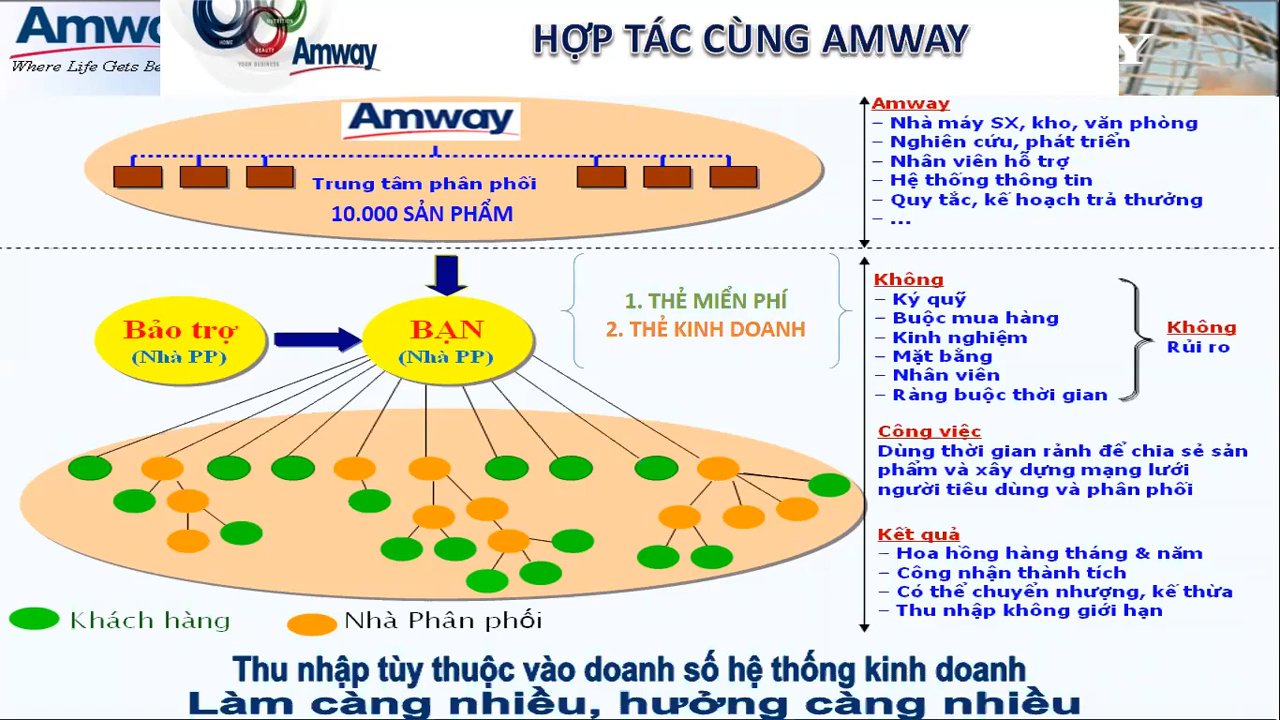 Amw
Where Life Gets Be
HOME
NUTRITION
BEAUTY
YOUR BUSINESS
Amway
HỢP TÁC CÙNG AMWAY
Y
Amway
Trung tâm phân phối
10.000 SẢN PHẨM
Amway
– Nhà máy SX, kho, văn phòng
– Nghiên cứu, phát triển
– Nhân viên hỗ trợ
– Hệ thống thông tin
– Quy tắc, kế hoạch trả thưởng
– ...
Bảo trợ
(Nhà PP)
BẠN
(Nhà PP)
1. THẺ MIỂN PHÍ
2. THẺ KINH DOANH
Không
– Ký quỹ
– Buộc mua hàng
– Kinh nghiệm
– Mặt bằng
– Nhân viên
– Ràng buộc thời gian
Không
Rủi ro
Công việc
Dùng thời gian rảnh để chia sẻ sản
phẩm và xây dựng mạng lưới
người tiêu dùng và phân phối
Kết quả
– Hoa hồng hàng tháng & năm
– Công nhận thành tích
– Có thể chuyển nhượng, kế thừa
– Thu nhập không giới hạn
Khách hàng
Nhà Phân phối
Thu nhập tùy thuộc vào doanh số hệ thống kinh doanh
Làm càng nhiều, hưởng càng nhiều